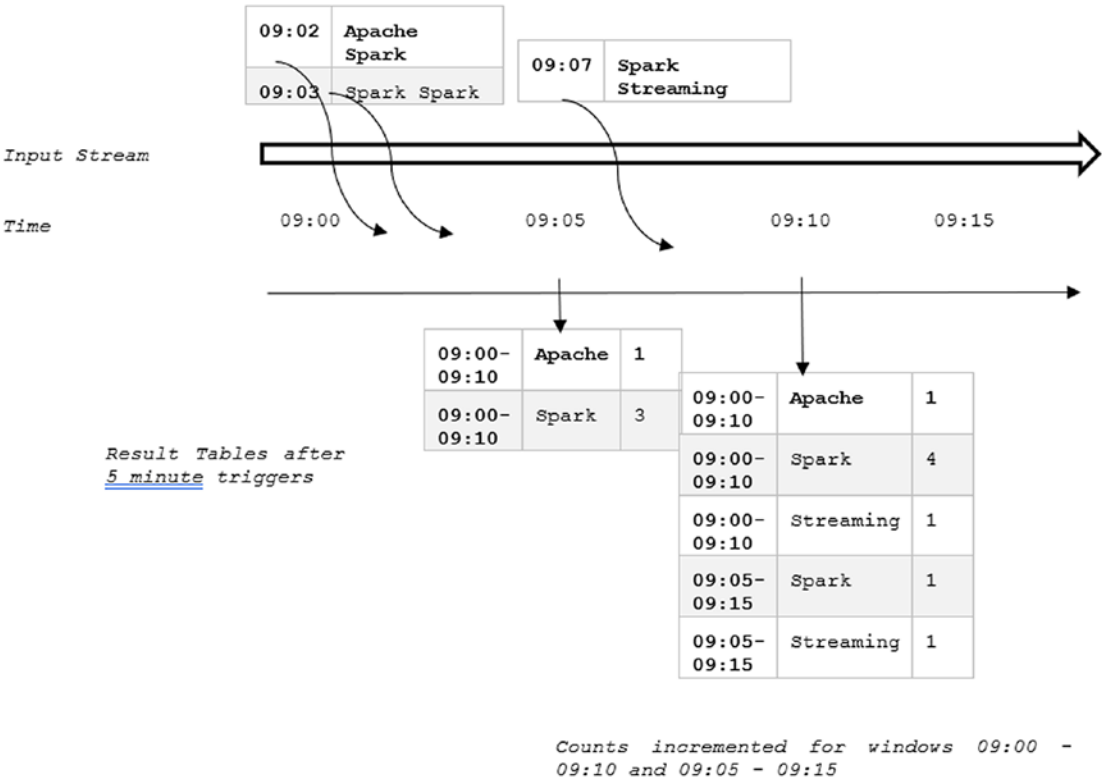 09:02 Apache
Spark
09:03 Spark Spark
09:07 Spark
Streaming
Input Stream
Time 09:00 09:05 09:10 09:15
09:00- Apache 1
09:10
09:00- Spark 3
09:10
09:00- Apache 1
09:10
09:00- Spark 4
09:10
09:00- Streaming 1
09:10
09:05- Spark 1
09:15
09:05- Streaming 1
09:15
Result Tables after
5 minute triggers
Counts incremented for windows 09:00 -
09:10 and 09:05 - 09:15